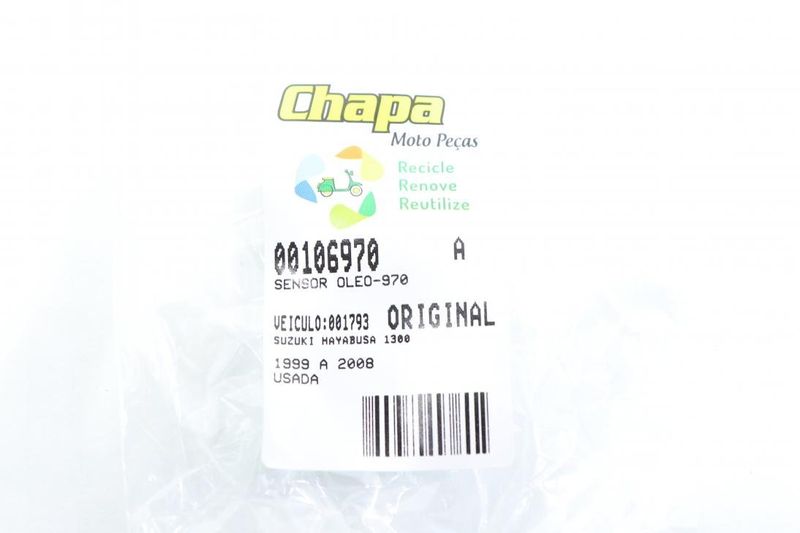 Chapa
Moto Peças
Recicle
Renove
Reutilize
00106970 A
SENSOR OLEO-970
VEICULO:001793 ORIGINAL
SUZUKI HAYABUSA 1300
1999 A 2008
USADA